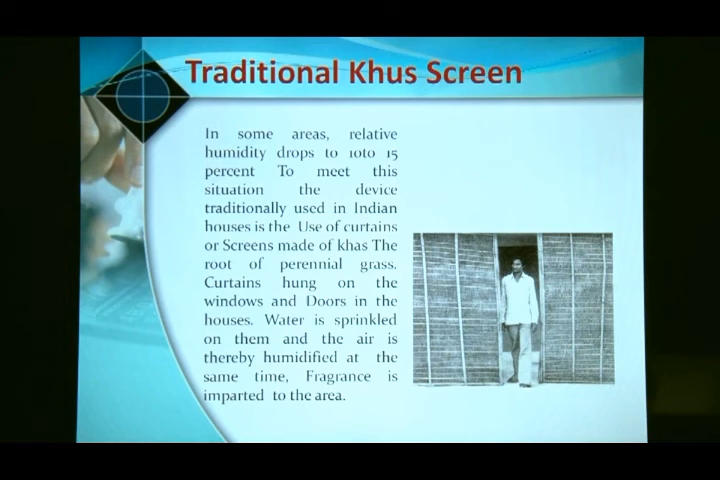 Traditional Khus Screen
In some areas, relative
humidity drops to 10to 15
percent To meet this
situation the device
traditionally used in Indian
houses is the Use of curtains
or Screens made of khas The
root of perennial grass.
Curtains hung on the
windows and Doors in the
houses. Water is sprinkled
on them and the air is
thereby humidified at the
same time, Fragrance is
imparted to the area.